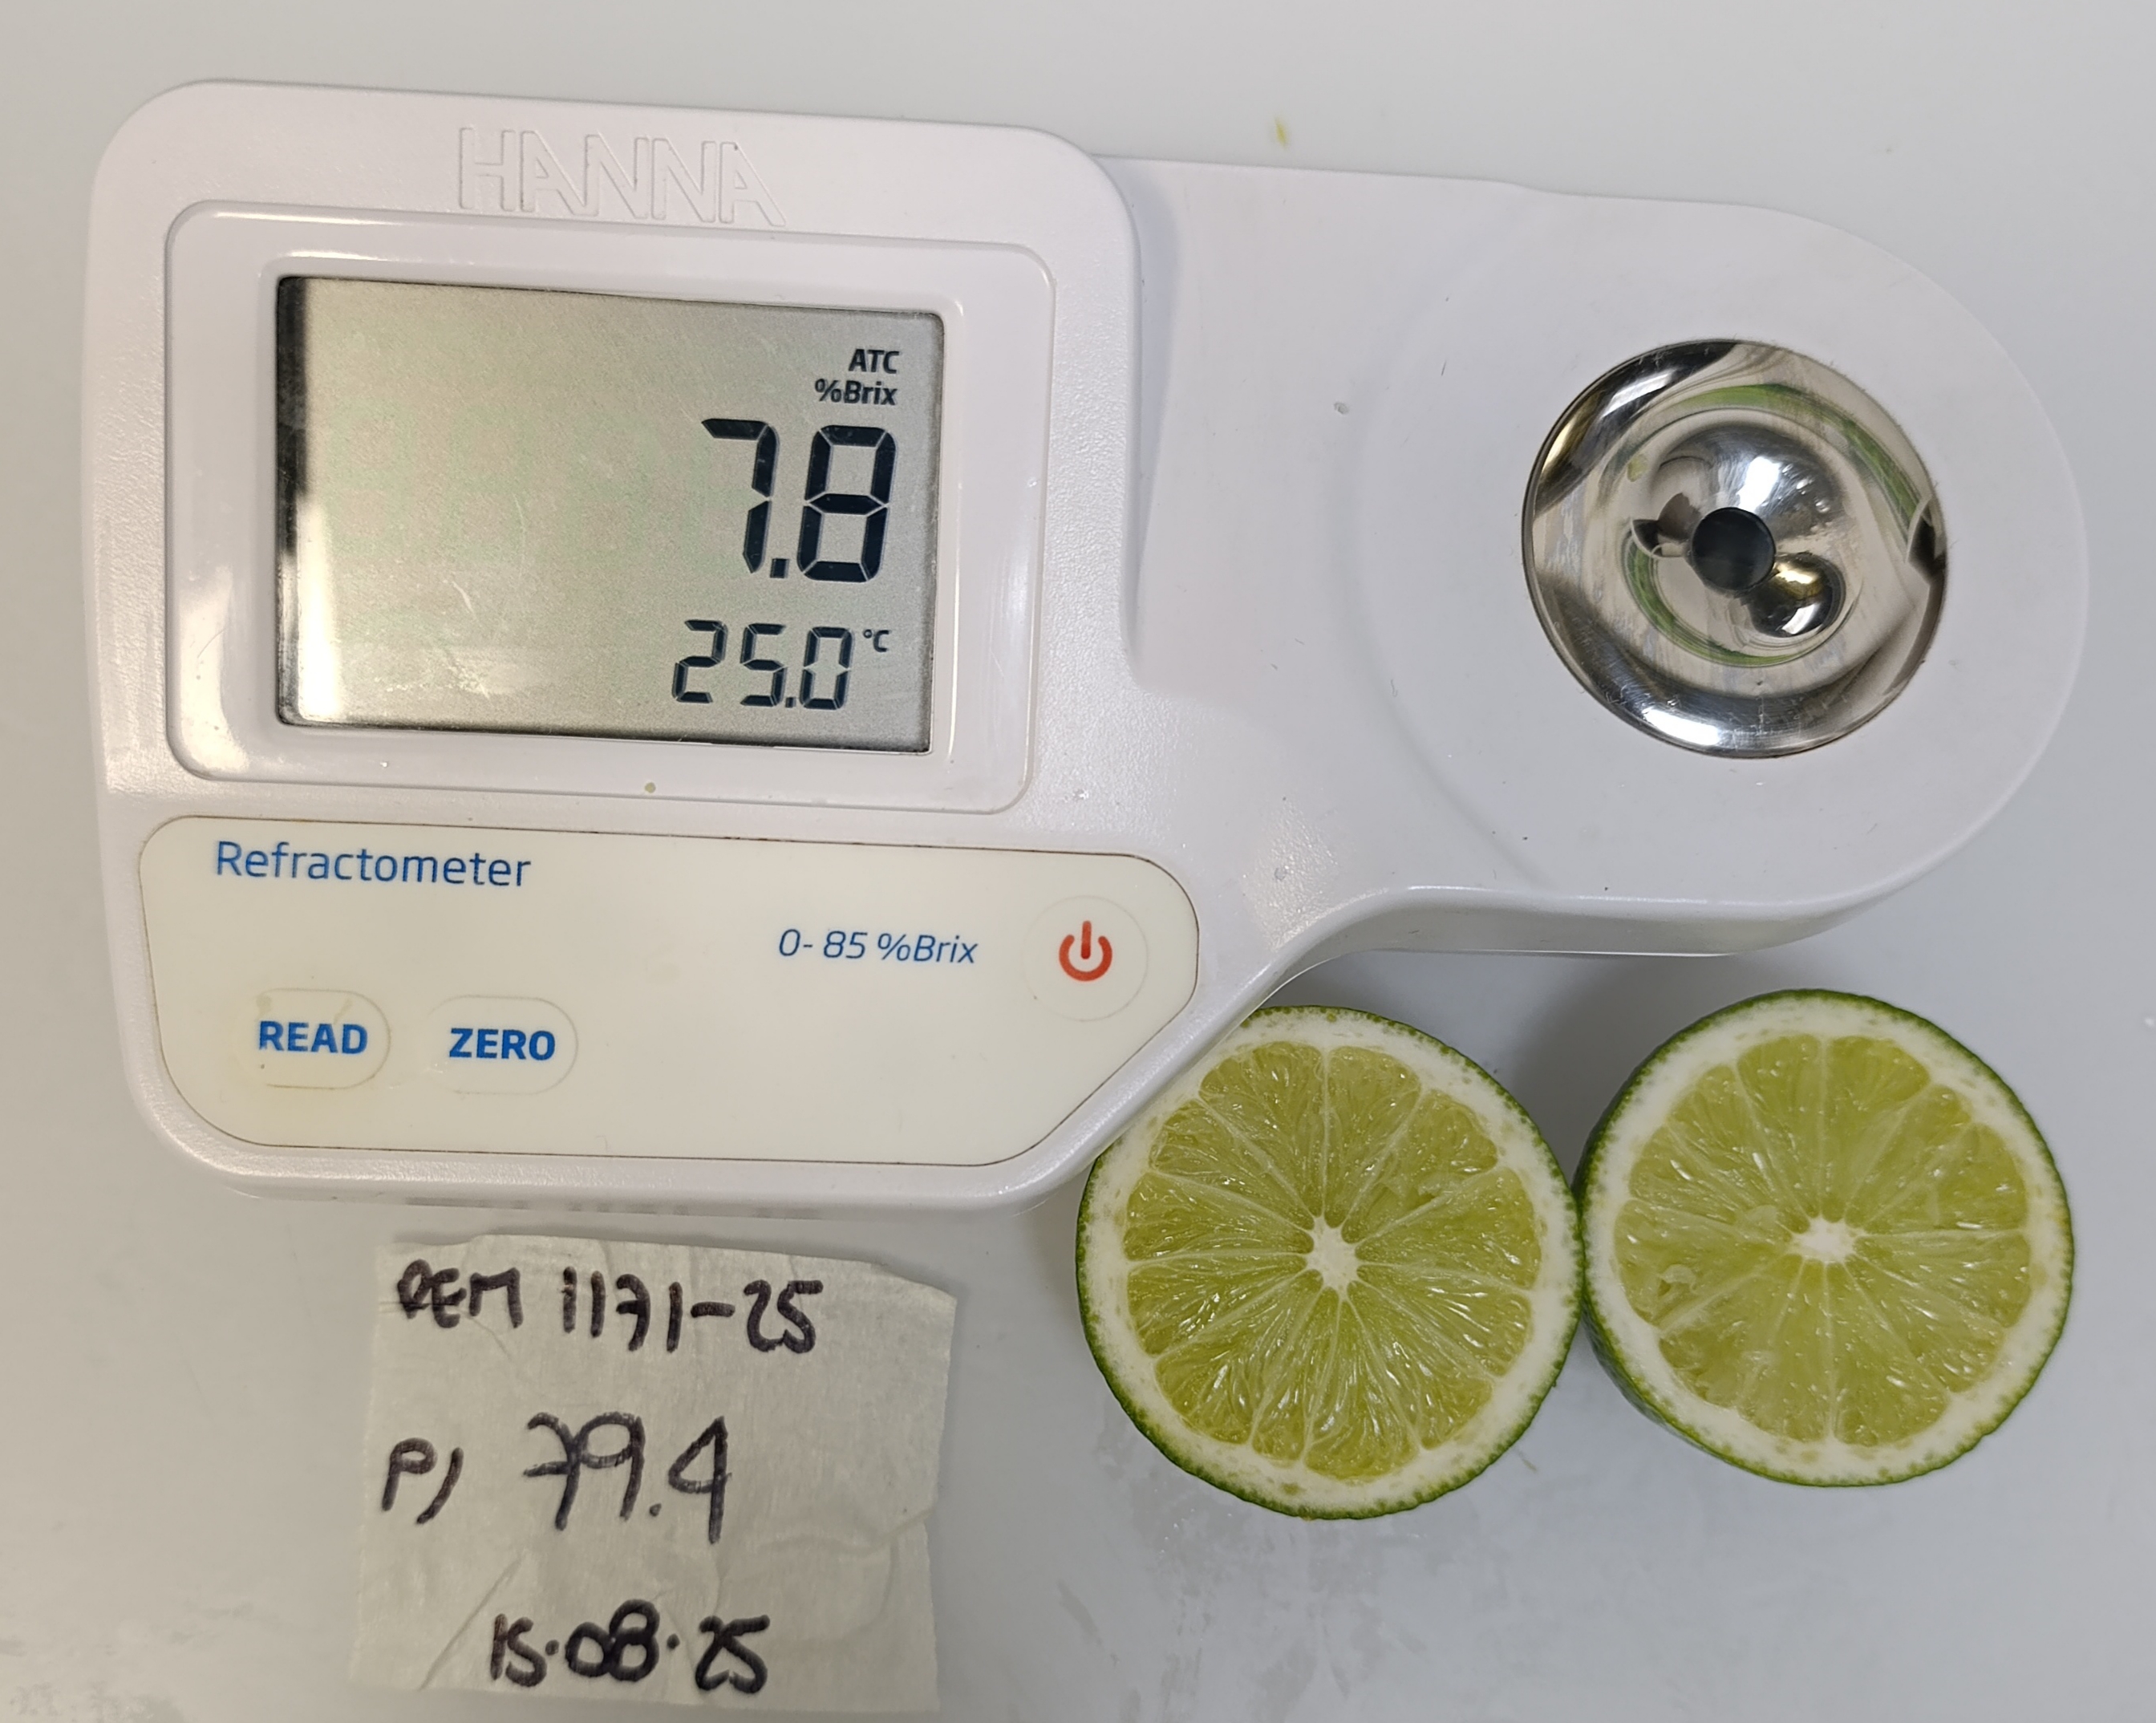 HANNA
ATC
%Brix
7.8
25.0 °C
Refractometer
0- 85 %Brix
READ ZERO
REM 1171-25
P) 79.4
15.08.25